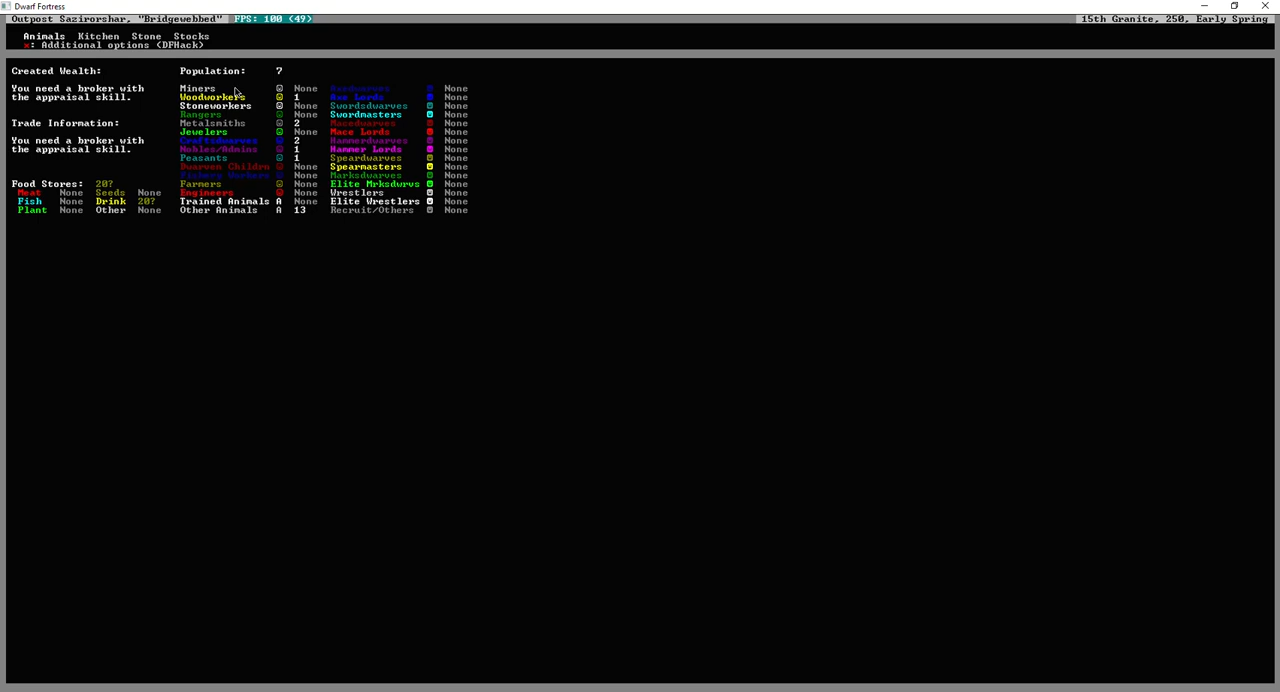 Dwarf Fortress
Outpost Sazirorshar, "Bridgewebbed" FPS: 100 (49) 15th Granite, 250, Early Spring
Animals Kitchen Stone Stocks
x: Additional options (DFHack)
Created Wealth: Population: 7
You need a broker with Miners None Axedwarves None
the appraisal skill. Woodworkers 1 Axe Lords None
Stoneworkers None Swordsdwarves None
Rangers None Swordmasters None
Trade Information: Metalsmiths 2 Macedwarves None
Jewelers None Mace Lords None
You need a broker with Craftsdwarves 2 Hammerdwarves None
the appraisal skill. Nobles/Admins 1 Hammer Lords None
Peasants 1 Speardwarves None
Dwarven Childrn None Spearmasters None
Fishery Workers None Marksdwarves None
Food Stores: 20? Farmers None Elite Mrksdwrvs None
Meat None Seeds None Engineers None Wrestlers None
Fish None Drink 20? Trained Animals A None Elite Wrestlers None
Plant None Other None Other Animals A 13 Recruit/Others None